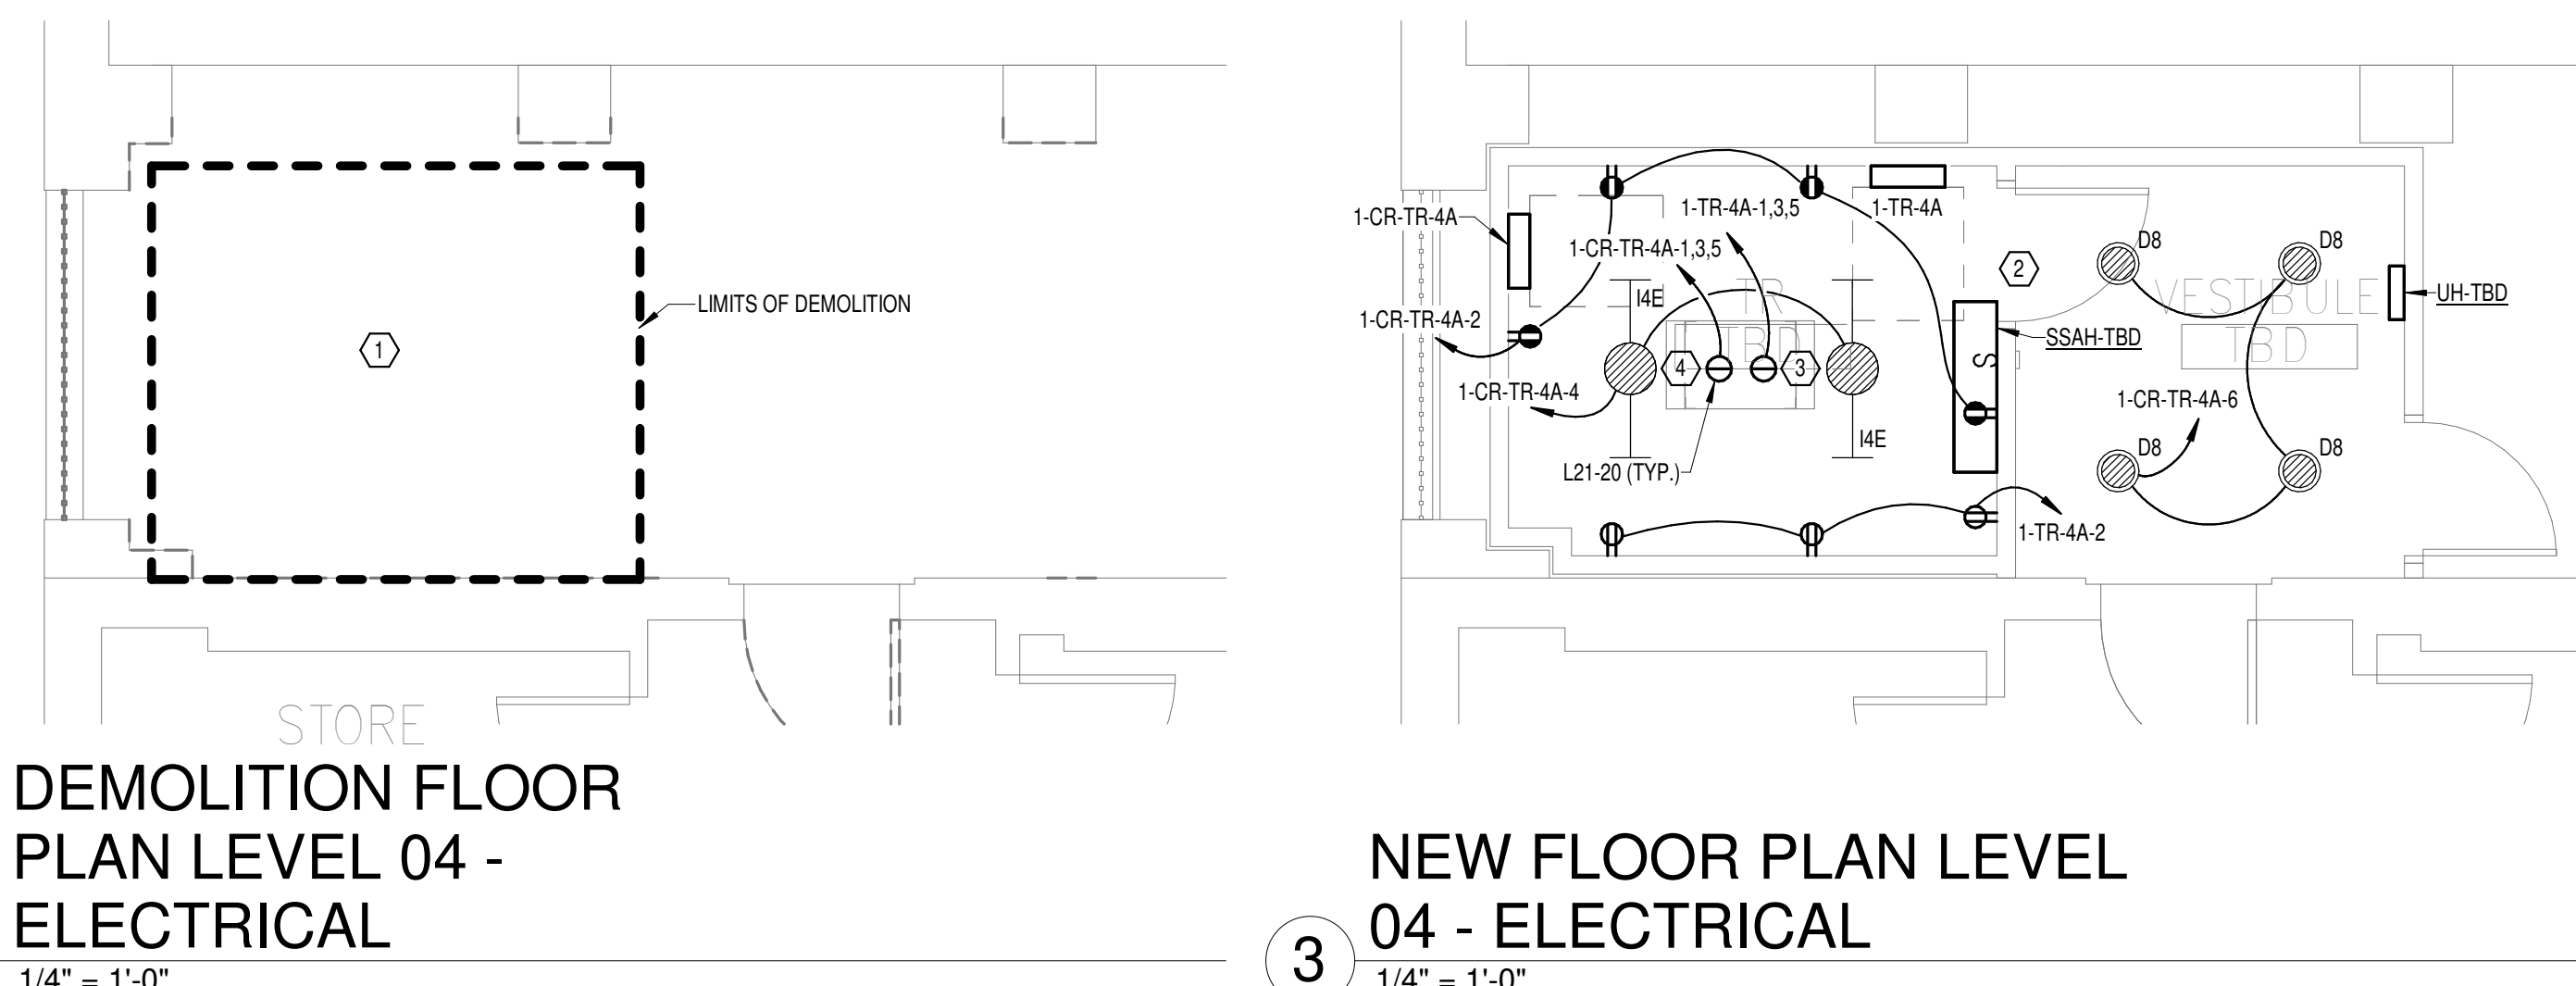 1
LIMITS OF DEMOLITION
STORE
DEMOLITION FLOOR
PLAN LEVEL 04 -
ELECTRICAL
1/4" = 1'-0"
1-CR-TR-4A
1-TR-4A-1,3,5
1-TR-4A
1-CR-TR-4A-1,3,5
D8
D8
2
I4E
TR
TBD
VESTIBULE
TBD
UH-TBD
1-CR-TR-4A-2
SSAH-TBD
S
4
3
1-CR-TR-4A-4
1-CR-TR-4A-6
I4E
D8
D8
L21-20 (TYP.)
1-TR-4A-2
NEW FLOOR PLAN LEVEL
04 - ELECTRICAL
3
1/4" = 1'-0"